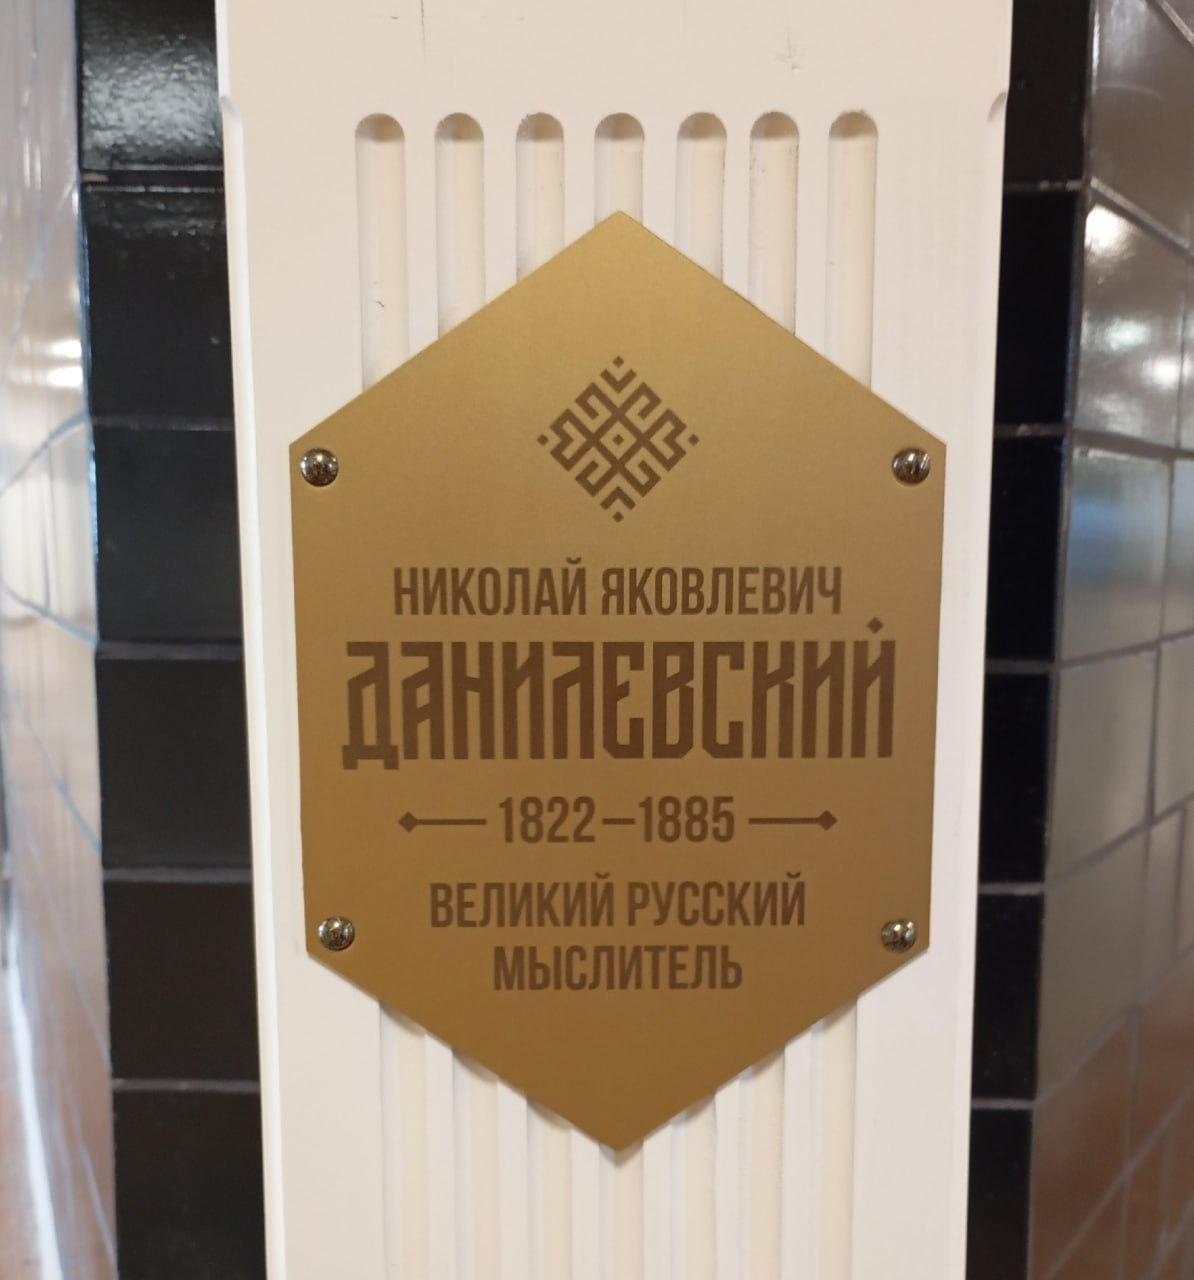 НИКОЛАЙ ЯКОВЛЕВИЧ
ДАНИЛЕВСКИЙ
1822–1885
ВЕЛИКИЙ РУССКИЙ
МЫСЛИТЕЛЬ